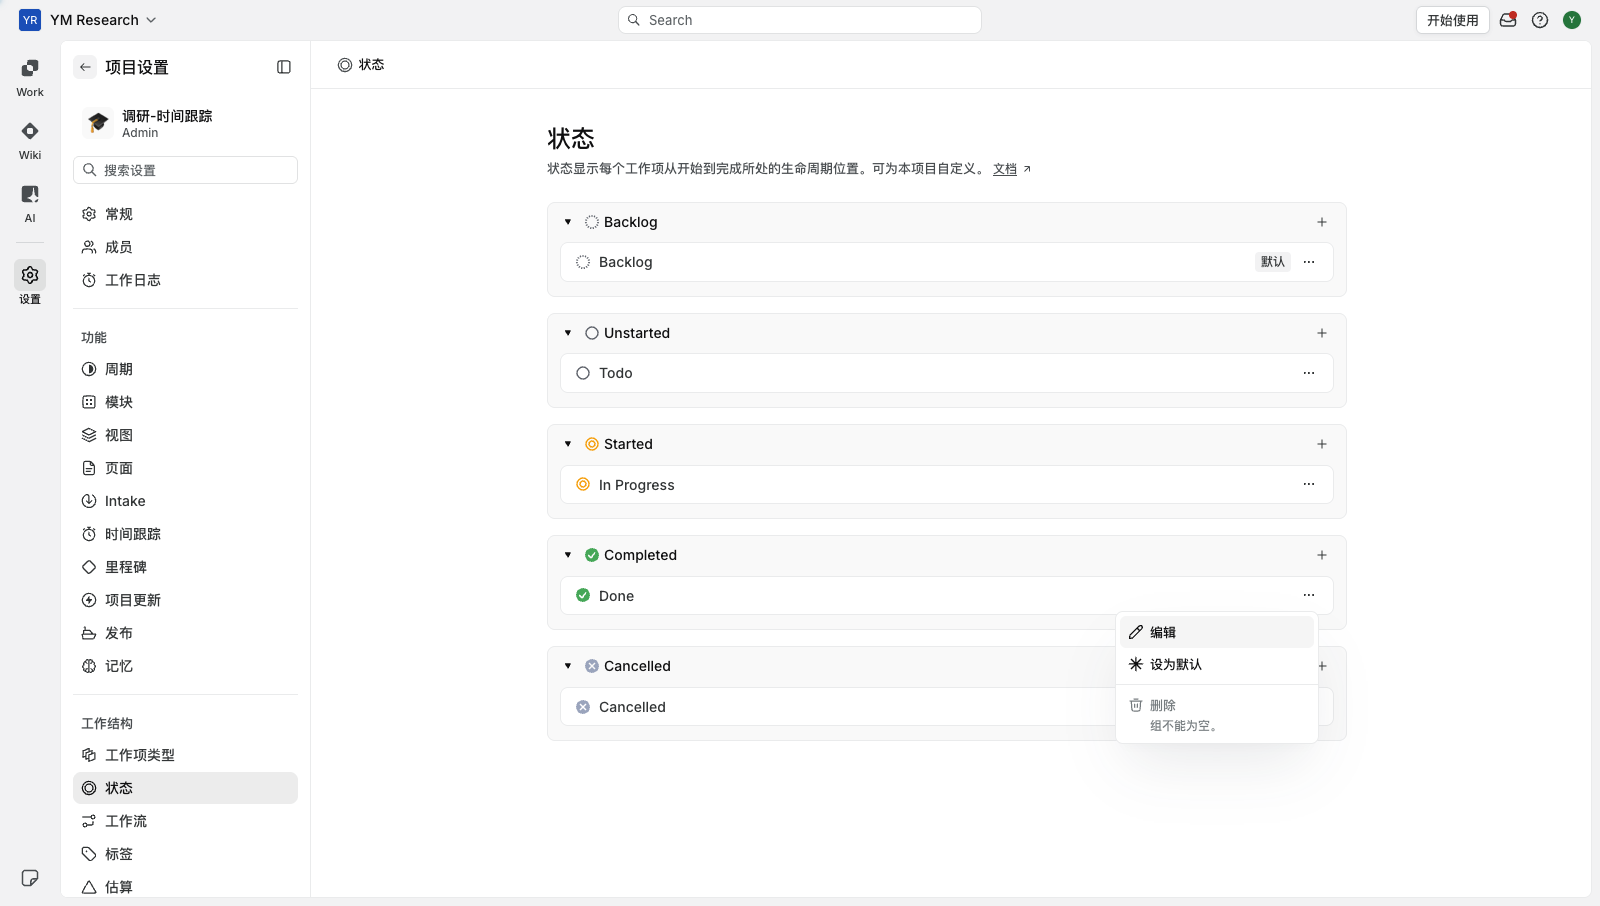 YR YM Research
Search
开始使用
Y
Work
Wiki
AI
设置
项目设置
调研-时间跟踪
Admin
搜索设置
常规
成员
工作日志
功能
周期
模块
视图
页面
Intake
时间跟踪
里程碑
项目更新
发布
记忆
工作结构
工作项类型
状态
工作流
标签
估算
状态
状态
状态显示每个工作项从开始到完成所处的生命周期位置。可为本项目自定义。 文档
Backlog
Backlog 默认
Unstarted
Todo
Started
In Progress
Completed
Done
编辑
设为默认
删除
组不能为空。
Cancelled
Cancelled